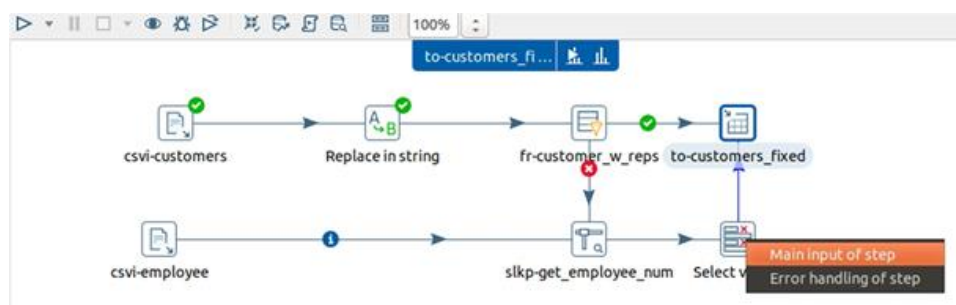 100%
to-customers_fi...
A
B
csvi-customers
Replace in string
fr-customer_w_reps
to-customers_fixed
csvi-employee
slkp-get_employee_num
Select v
Main input of step
Error handling of step